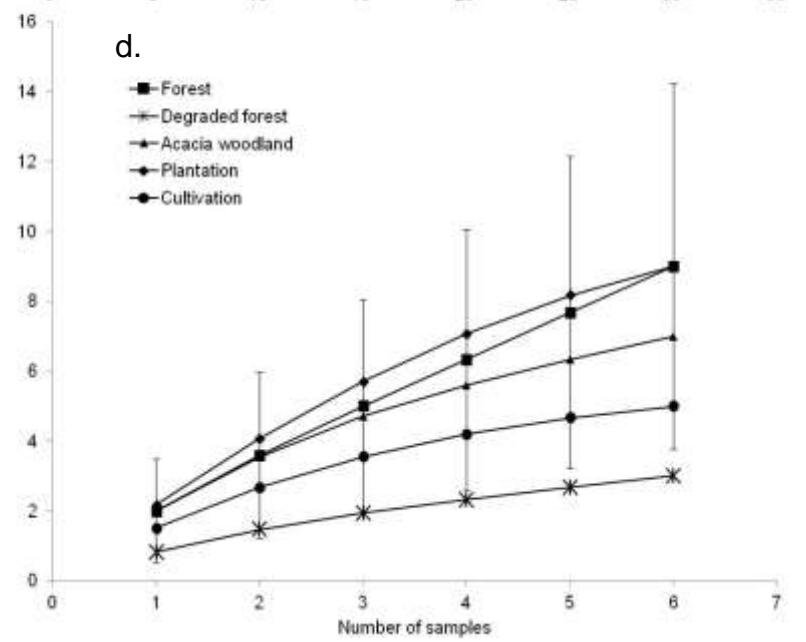 16
d.
Forest
14
Degraded forest
Acacia woodland
12
Plantation
Cultivation
10
8
6
4
2
0
0 1 2 3 4 5 6 7
Number of samples